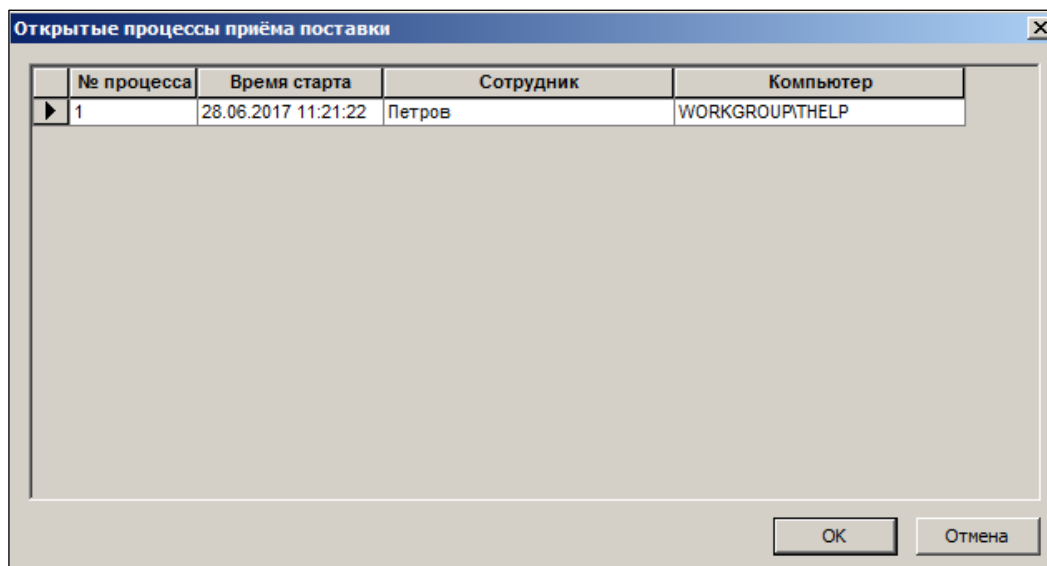 Открытые процессы приёма поставки
№ процесса Время старта Сотрудник Компьютер
1 28.06.2017 11:21:22 Петров WORKGROUP\THELP
OK Отмена